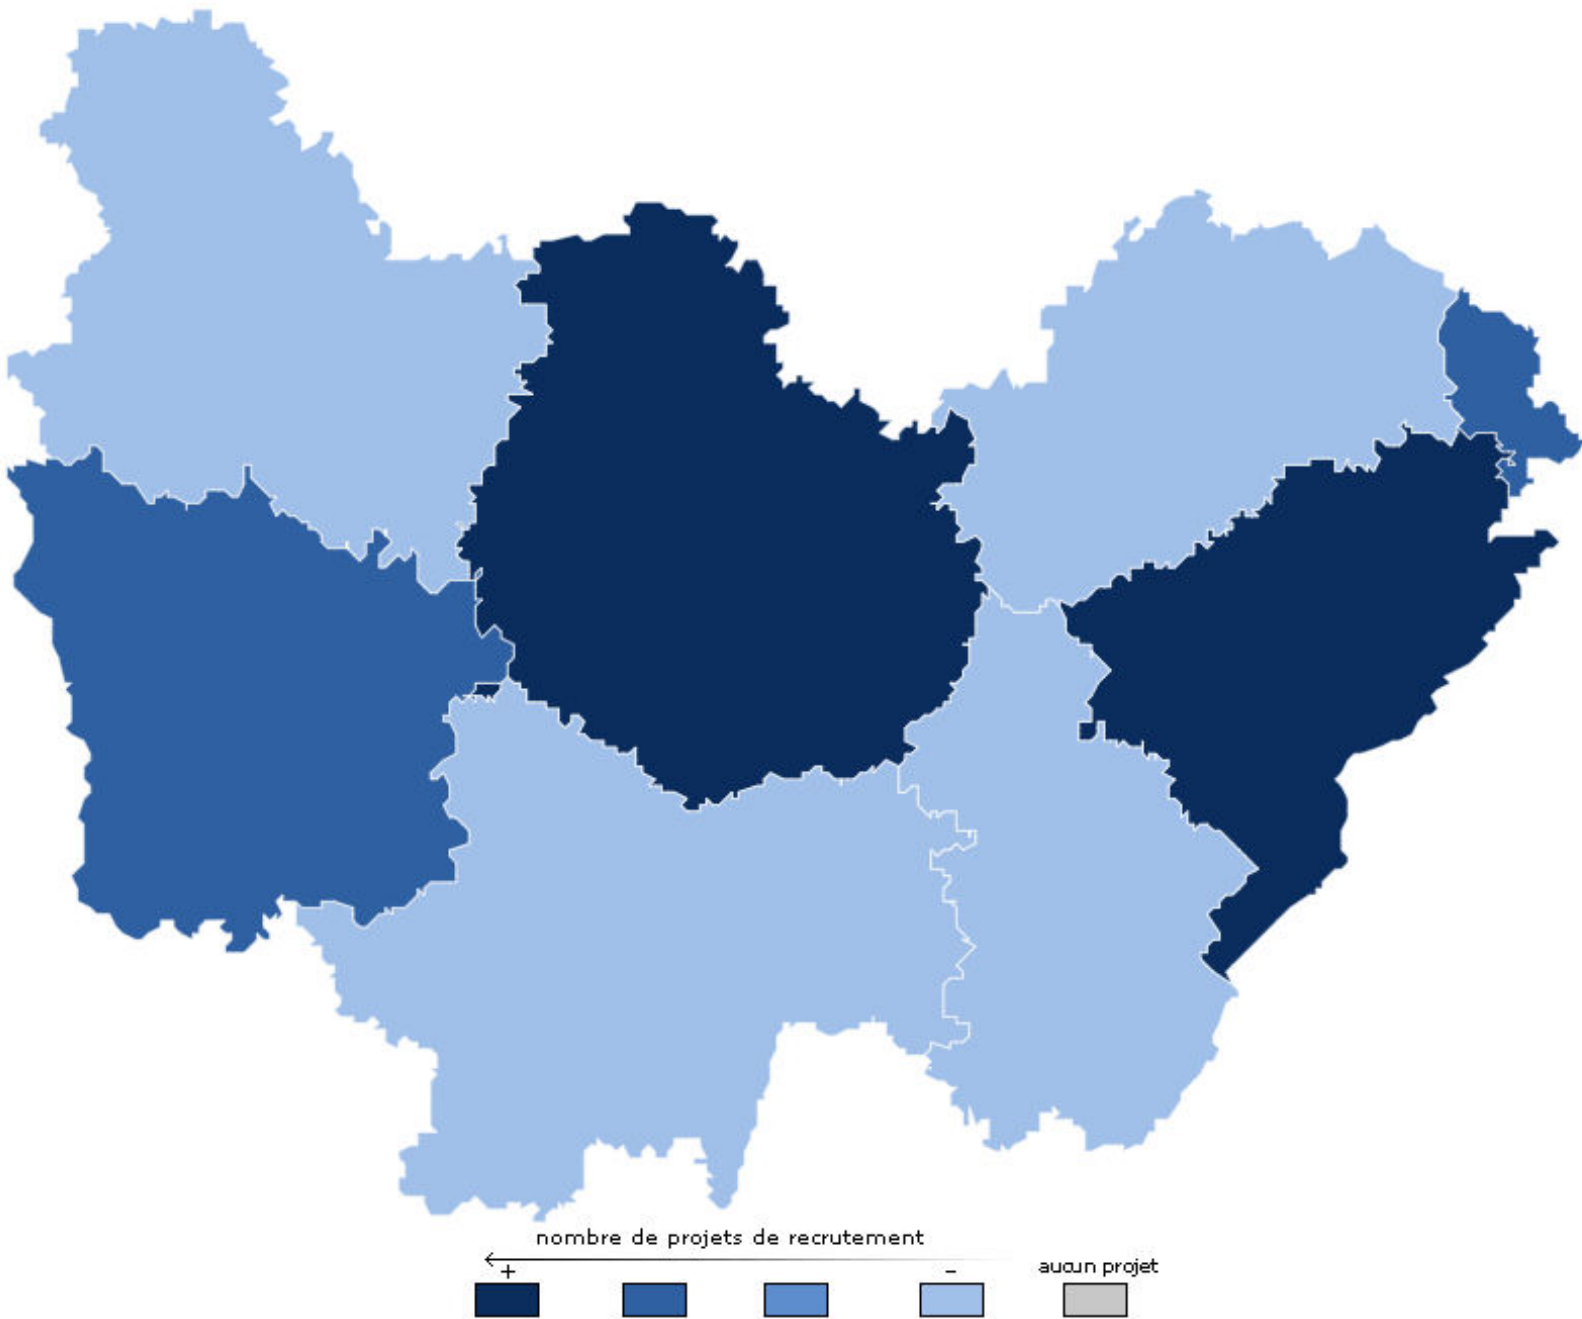 nombre de projets de recrutement
+ – aucun projet